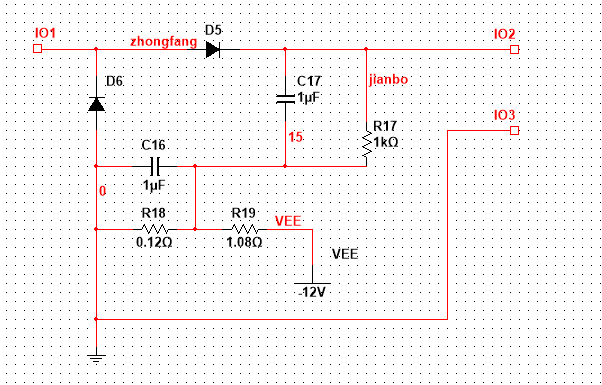 IO1
zhongfang
D5
IO2
D6
C17
1µF
jianbo
IO3
15
R17
1kΩ
C16
1µF
0
R18
0.12Ω
R19
1.08Ω
VEE
VEE
-12V